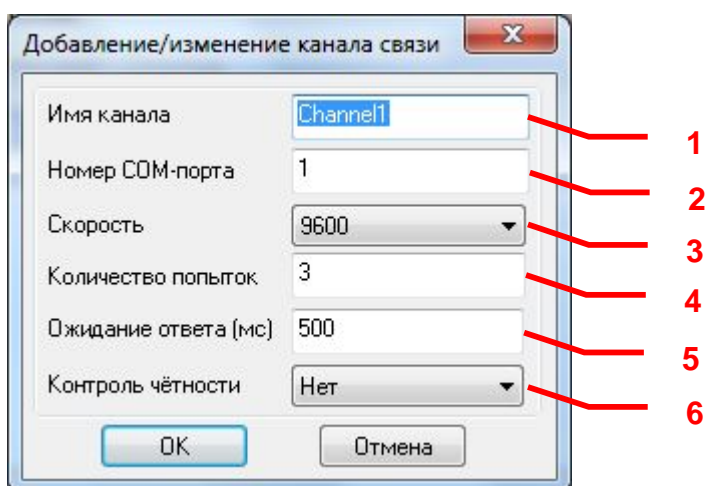 Добавление/изменение канала связи
Имя канала Channel1 1
Номер COM-порта 1 2
Скорость 9600 3
Количество попыток 3 4
Ожидание ответа (мс) 500 5
Контроль чётности Нет 6
OK Отмена